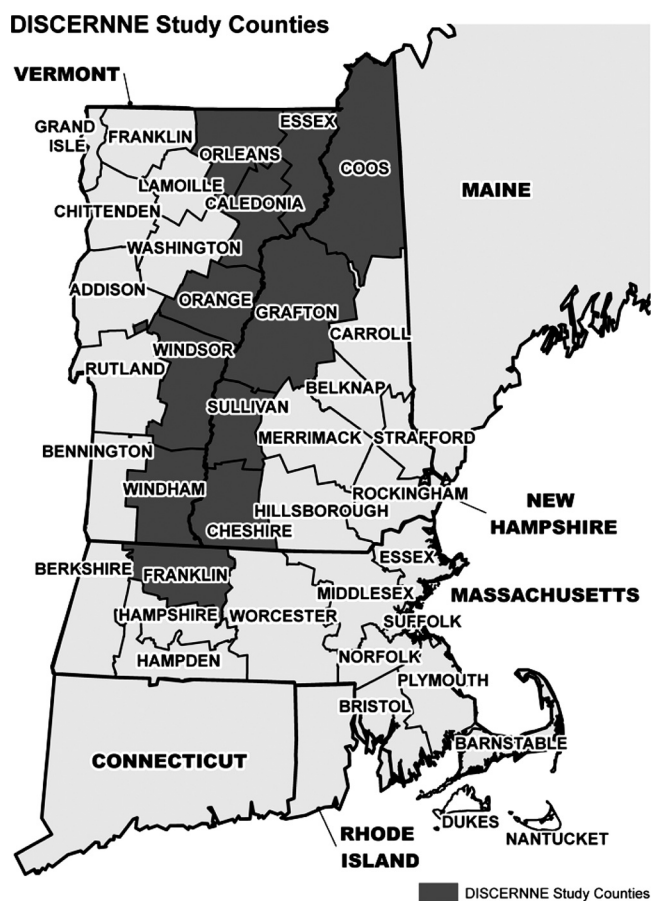 DISCERNNE Study Counties
VERMONT
GRAND
ISLE
FRANKLIN
ESSEX
ORLEANS
COOS
LAMOILLE
MAINE
CHITTENDEN
CALEDONIA
WASHINGTON
ADDISON
ORANGE
GRAFTON
CARROLL
WINDSOR
RUTLAND
BELKNAP
SULLIVAN
MERRIMACK
STRAFFORD
BENNINGTON
WINDHAM
ROCKINGHAM
HILLSBOROUGH
NEW
HAMPSHIRE
CHESHIRE
ESSEX
BERKSHIRE
FRANKLIN
MIDDLESEX
MASSACHUSETTS
HAMPSHIRE
WORCESTER
SUFFOLK
HAMPDEN
NORFOLK
PLYMOUTH
BRISTOL
BARNSTABLE
CONNECTICUT
DUKES
NANTUCKET
RHODE
ISLAND
DISCERNNE Study Counties